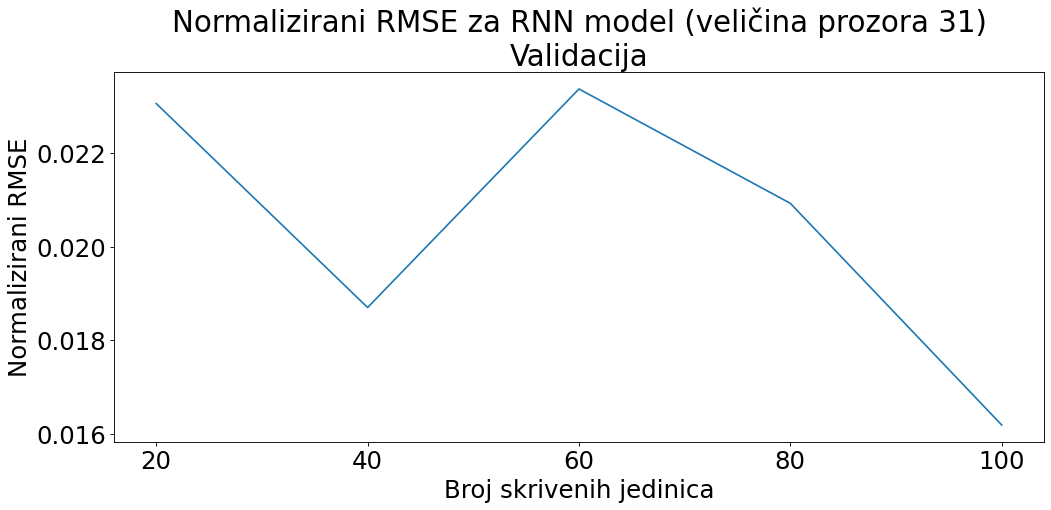 Normalizirani RMSE za RNN model (veličina prozora 31)
Validacija
Normalizirani RMSE
0.022
0.020
0.018
0.016
20 40 60 80 100
Broj skrivenih jedinica